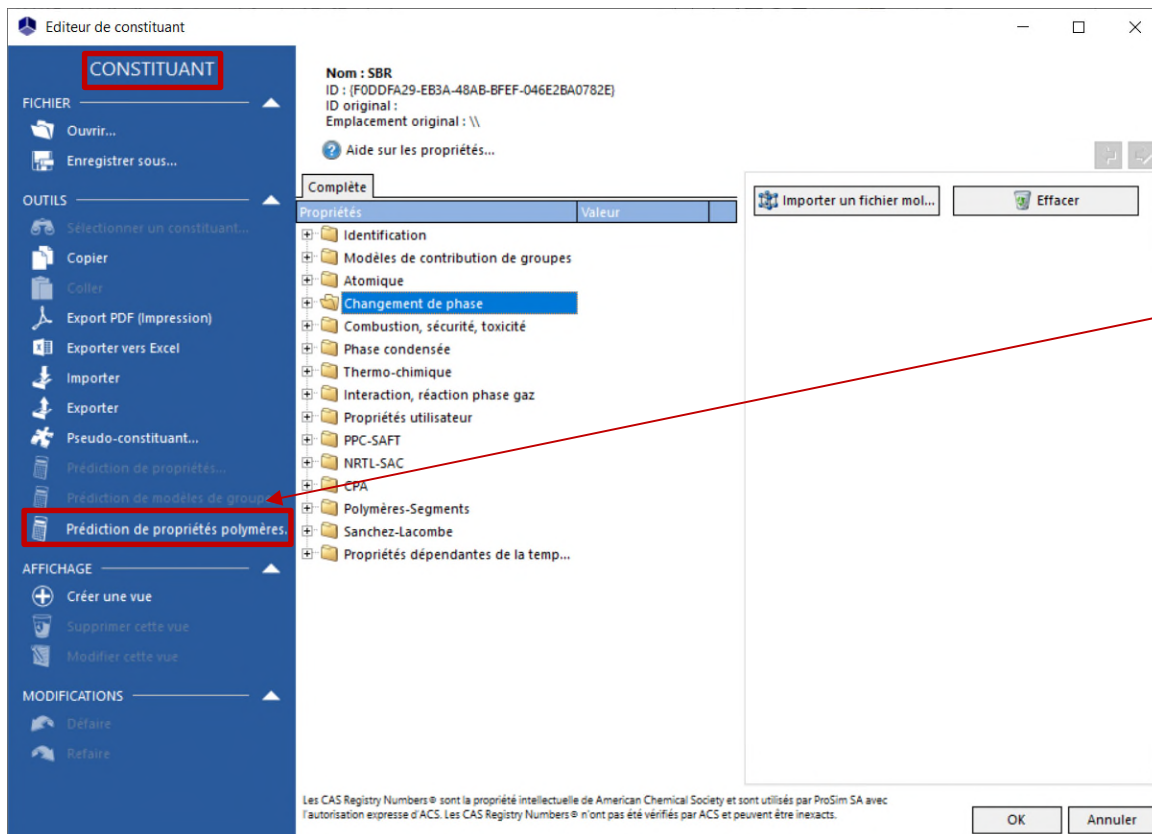 Editeur de constituant
CONSTITUANT
FICHIER
Ouvrir...
Enregistrer sous...
OUTILS
Sélectionner un constituant...
Copier
Coller
Export PDF (Impression)
Exporter vers Excel
Importer
Exporter
Pseudo-constituant...
Prédiction de propriétés...
Prédiction de modèles de group
Prédiction de propriétés polymères.
AFFICHAGE
Créer une vue
Supprimer cette vue
Modifier cette vue
MODIFICATIONS
Défaire
Refaire
Nom : SBR
ID : {F0DDFA29-EB3A-48AB-BFEF-046E2BA0782E}
ID original :
Emplacement original : \\
Aide sur les propriétés...
Complète
Propriétés Valeur
Identification
Modèles de contribution de groupes
Atomique
Changement de phase
Combustion, sécurité, toxicité
Phase condensée
Thermo-chimique
Interaction, réaction phase gaz
Propriétés utilisateur
PPC-SAFT
NRTL-SAC
CPA
Polymères-Segments
Sanchez-Lacombe
Propriétés dépendantes de la temp...
Importer un fichier mol...
Effacer
Les CAS Registry Numbers® sont la propriété intellectuelle de American Chemical Society et sont utilisés par ProSim SA avec
l'autorisation expresse d'ACS. Les CAS Registry Numbers® n'ont pas été vérifiés par ACS et peuvent être inexacts.
OK
Annuler